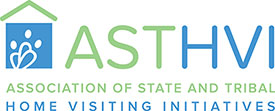 ASTHVI
ASSOCIATION OF STATE AND TRIBAL
HOME VISITING INITIATIVES